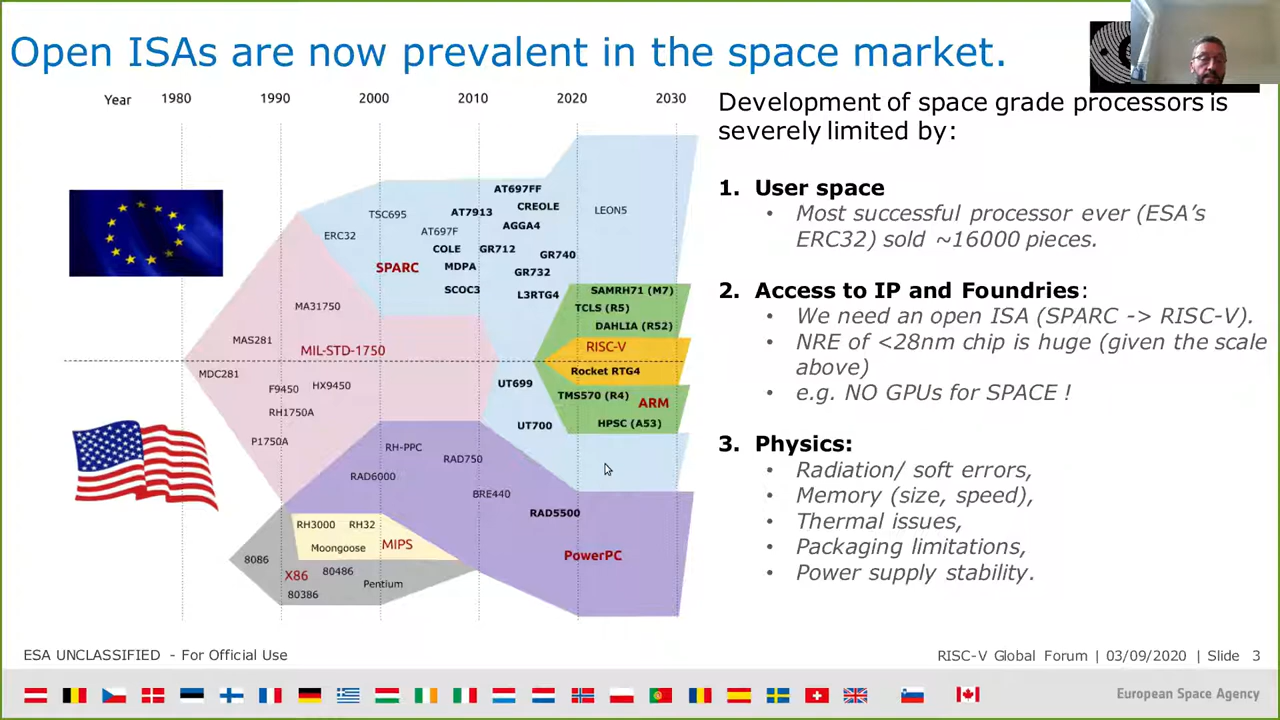 Open ISAs are now prevalent in the space market.
Year 1980 1990 2000 2010 2020 2030
AT697FF
TSC695 AT7913 CREOLE LEON5
ERC32 AT697F AGGA4
COLE GR712 GR740
SPARC MDPA GR732
SCOC3 L3RTG4 SAMRH71 (M7)
MA31750 TCLS (R5)
DAHLIA (R52)
MAS281 MIL-STD-1750 RISC-V
MDC281 Rocket RTG4
F9450 HX9450 UT699
TMS570 (R4) ARM
RH1750A
UT700 HPSC (A53)
P1750A RH-PPC
RAD750
RAD6000
BRE440
RAD5500
RH3000 RH32
Moongoose MIPS PowerPC
8086
X86 80486
80386 Pentium
Development of space grade processors is
severely limited by:
1. User space
• Most successful processor ever (ESA's
ERC32) sold ~16000 pieces.
2. Access to IP and Foundries:
• We need an open ISA (SPARC -> RISC-V).
• NRE of <28nm chip is huge (given the scale
above)
• e.g. NO GPUs for SPACE !
3. Physics:
• Radiation/ soft errors,
• Memory (size, speed),
• Thermal issues,
• Packaging limitations,
• Power supply stability.
ESA UNCLASSIFIED - For Official Use
RISC-V Global Forum | 03/09/2020 | Slide 3
European Space Agency